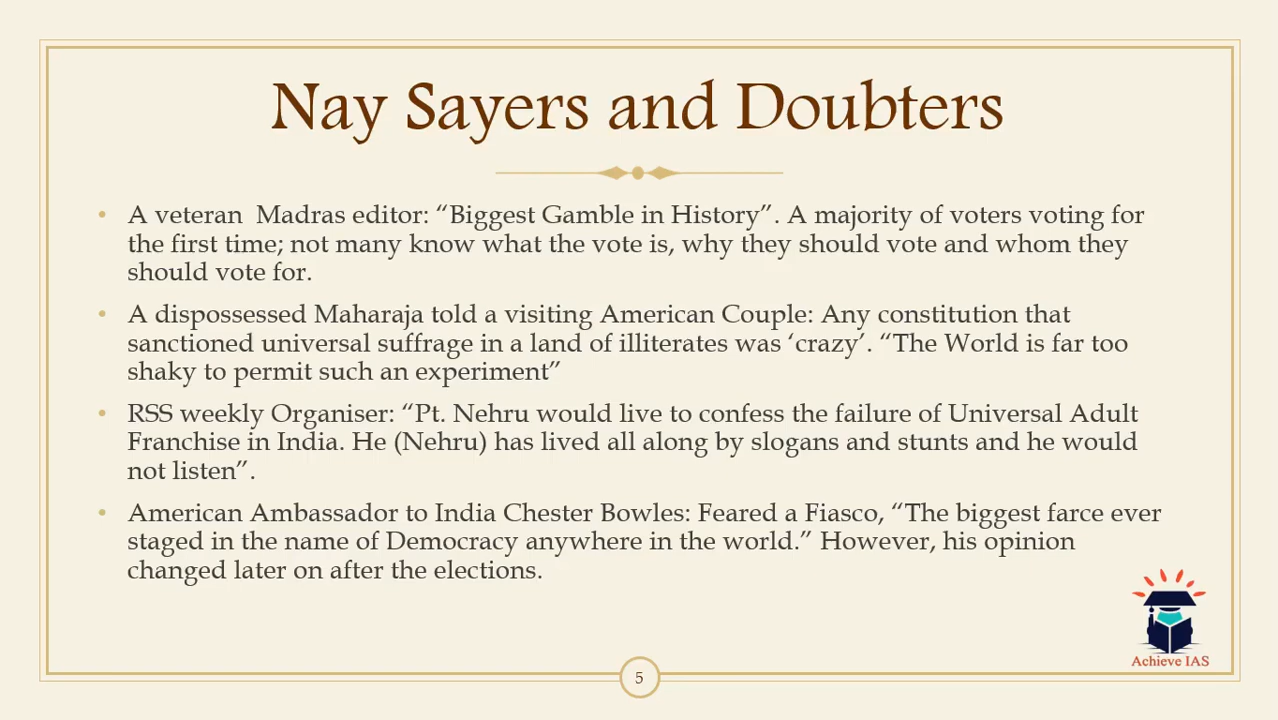 Nay Sayers and Doubters
• A veteran  Madras editor: “Biggest Gamble in History”. A majority of voters voting for
the first time; not many know what the vote is, why they should vote and whom they
should vote for.
• A dispossessed Maharaja told a visiting American Couple: Any constitution that
sanctioned universal suffrage in a land of illiterates was ‘crazy’. “The World is far too
shaky to permit such an experiment”
• RSS weekly Organiser: “Pt. Nehru would live to confess the failure of Universal Adult
Franchise in India. He (Nehru) has lived all along by slogans and stunts and he would
not listen”.
• American Ambassador to India Chester Bowles: Feared a Fiasco, “The biggest farce ever
staged in the name of Democracy anywhere in the world.” However, his opinion
changed later on after the elections.
Achieve IAS
5